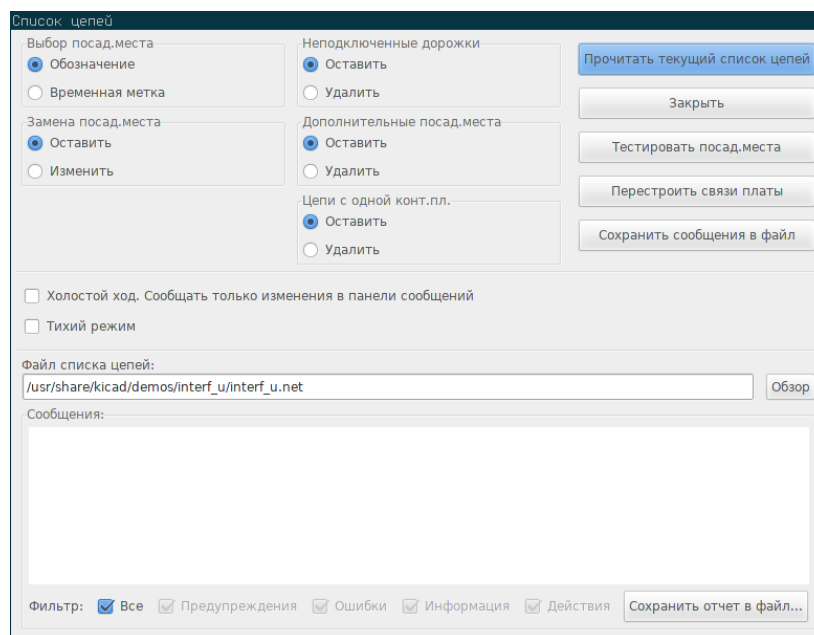 Список цепей
Выбор посад.места
Обозначение
Временная метка
Замена посад.места
Оставить
Изменить
Неподключенные дорожки
Оставить
Удалить
Дополнительные посад.места
Оставить
Удалить
Цепи с одной конт.пл.
Оставить
Удалить
Прочитать текущий список цепей
Закрыть
Тестировать посад.места
Перестроить связи платы
Сохранить сообщения в файл
Холостой ход. Сообщать только изменения в панели сообщений
Тихий режим
Файл списка цепей:
/usr/share/kicad/demos/interf_u/interf_u.net
Обзор
Сообщения:
Фильтр: Все Предупреждения Ошибки Информация Действия Сохранить отчет в файл...